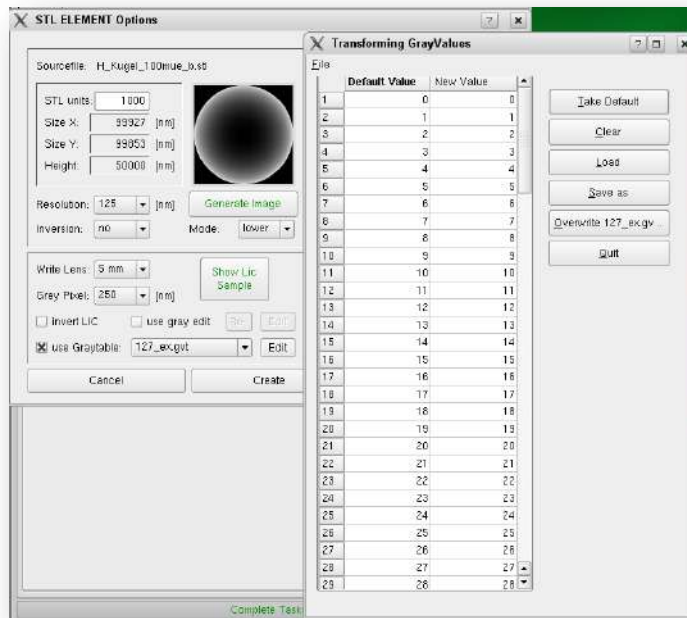 STL ELEMENT Options
Sourcefile: H_Kugel_100mue_b.stl
STL units: 1000
Size X: 99927 [nm]
Size Y: 99853 [nm]
Height: 50000 [nm]
Resolution: 125 [nm] Generate Image
Inversion: no Mode: lower
Write Lens: 5 mm Show Lic Sample
Grey Pixel: 250 [nm]
invert LIC use gray edit Edit
use Graytable: 127_ex.gvt Edit
Cancel Create
Complete Task
Transforming GrayValues
File
Default Value New Value
1 0 0
2 1 1
3 2 2
4 3 3
5 4 4
6 5 5
7 6 6
8 7 7
9 8 8
10 9 9
11 10 10
12 11 11
13 12 12
14 13 13
15 14 14
16 15 15
17 16 16
18 17 17
19 18 18
20 19 19
21 20 20
22 21 21
23 22 22
24 23 23
25 24 24
26 25 25
27 26 26
28 27 27
29 28 28
Take Default
Clear
Load
Save as
Overwrite 127_ex.gv ..
Quit